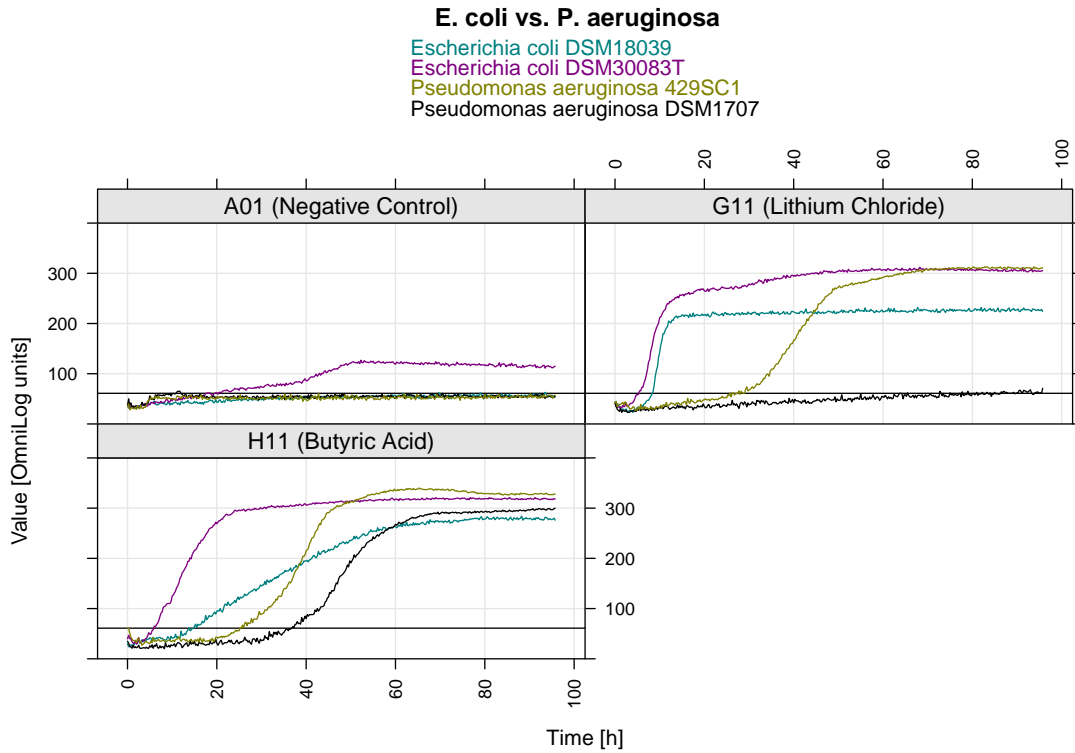 E. coli vs. P. aeruginosa
Escherichia coli DSM18039
Escherichia coli DSM30083T
Pseudomonas aeruginosa 429SC1
Pseudomonas aeruginosa DSM1707
0 20 40 60 80 100
A01 (Negative Control)
G11 (Lithium Chloride)
300
200
100
H11 (Butyric Acid)
300
200
100
Value [OmniLog units]
0 20 40 60 80 100
Time [h]